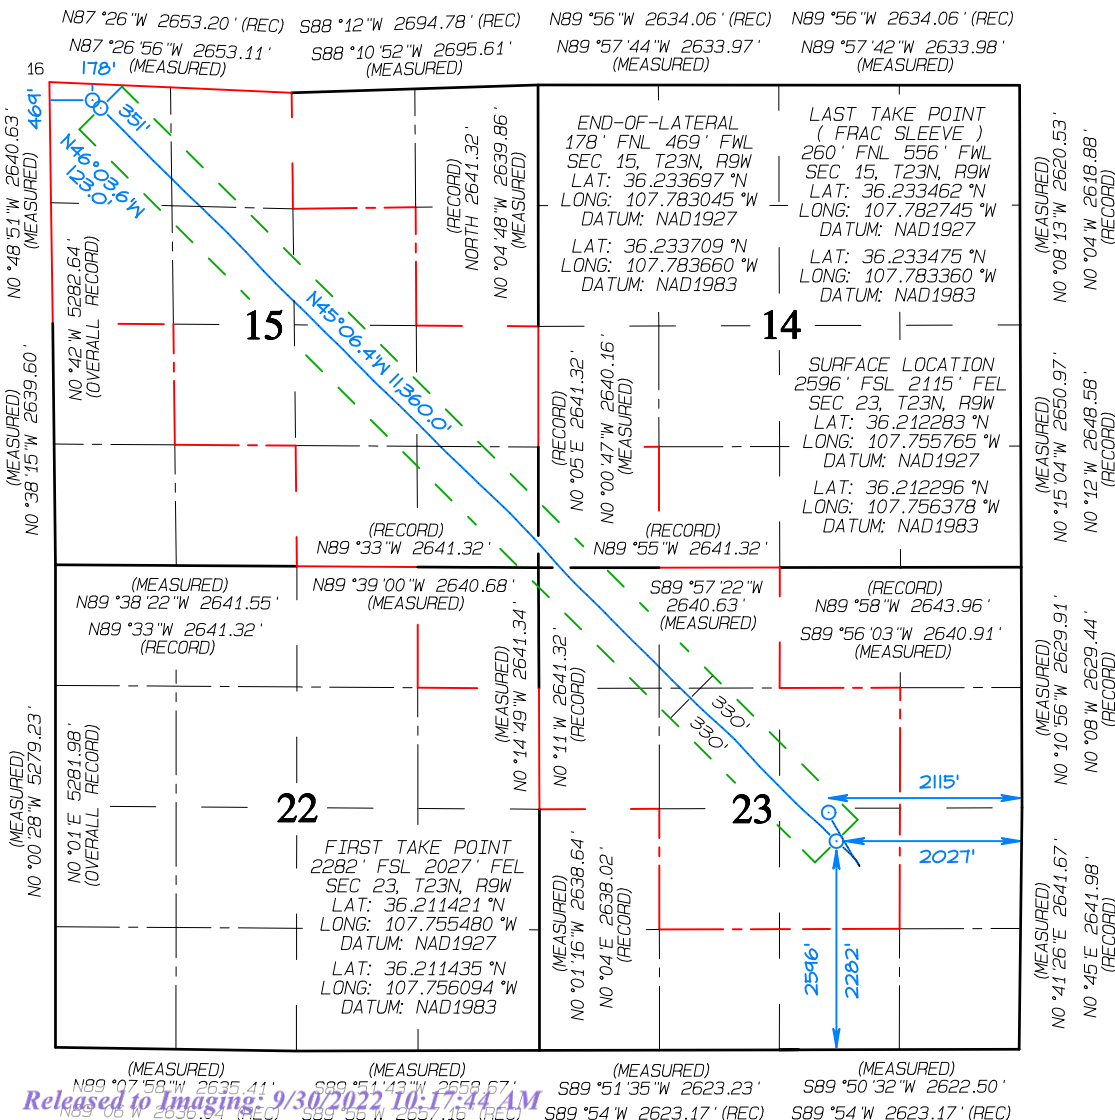 N87°26"W 2653.20' (REC)
S88°12"W 2694.78' (REC)
N89°56"W 2634.06' (REC)
N89°56"W 2634.06' (REC)
N87°26'56"W 2653.11'
(MEASURED)
S88°10'52"W 2695.61'
(MEASURED)
N89°57'44"W 2633.97'
(MEASURED)
N89°57'42"W 2633.98'
(MEASURED)
16
178'
469'
351'
N46°03.6'W
123.0'
N0°48'51"W 2640.63'
(MEASURED)
N0°42'W 5282.64'
(OVERALL RECORD)
(MEASURED)
N0°38'15"W 2639.60'
15
N45°06.4'W 11,360.0'
(RECORD)
NORTH 2641.32'
N0°04'48"W 2639.86'
(MEASURED)
END-OF-LATERAL
178' FNL 469' FWL
SEC 15, T23N, R9W
LAT: 36.233697°N
LONG: 107.783045°W
DATUM: NAD1927
LAT: 36.233709°N
LONG: 107.783660°W
DATUM: NAD1983
LAST TAKE POINT
( FRAC SLEEVE )
260' FNL 556' FWL
SEC 15, T23N, R9W
LAT: 36.233462°N
LONG: 107.782745°W
DATUM: NAD1927
LAT: 36.233475°N
LONG: 107.783360°W
DATUM: NAD1983
14
(MEASURED)
N0°08'13"W 2620.53'
N0°04'W 2618.88'
(RECORD)
(RECORD)
N0°05'E 2641.32'
N0°00'47"W 2640.16'
(MEASURED)
SURFACE LOCATION
2596' FSL 2115' FEL
SEC 23, T23N, R9W
LAT: 36.212283°N
LONG: 107.755765°W
DATUM: NAD1927
LAT: 36.212296°N
LONG: 107.756378°W
DATUM: NAD1983
(MEASURED)
N0°15'04"W 2650.97'
N0°12'W 2648.58'
(RECORD)
(RECORD)
N89°33"W 2641.32'
(RECORD)
N89°55"W 2641.32'
(MEASURED)
N89°38'22"W 2641.55'
N89°33"W 2641.32'
(RECORD)
N89°39'00"W 2640.68'
(MEASURED)
S89°57'22"W
2640.63'
(MEASURED)
(RECORD)
N89°58"W 2643.96'
S89°56'03"W 2640.91'
(MEASURED)
(MEASURED)
N0°14'49"W 2641.34'
N0°11'W 2641.32'
(RECORD)
330'
330'
(MEASURED)
N0°10'56"W 2629.91'
N0°08'W 2629.44'
(RECORD)
(MEASURED)
N0°00'28"W 5279.23'
N0°01'E 5281.98'
(OVERALL RECORD)
22
23
2115'
2027'
FIRST TAKE POINT
2282' FSL 2027' FEL
SEC 23, T23N, R9W
LAT: 36.211421°N
LONG: 107.755480°W
DATUM: NAD1927
LAT: 36.211435°N
LONG: 107.756094°W
DATUM: NAD1983
(MEASURED)
N0°01'16"W 2638.64'
N0°04'E 2638.02'
(RECORD)
2596'
2282'
(MEASURED)
N0°41'26"E 2641.67'
N0°45'E 2641.98'
(RECORD)
(MEASURED)
N89°07'58"W 2635.41'
(MEASURED)
S89°51'43"W 2658.67'
(MEASURED)
S89°51'35"W 2623.23'
(MEASURED)
S89°50'32"W 2622.50'
Released to Imaging: 9/30/2022 10:17:44 AM
S89°54'W 2623.17' (REC)
S89°54'W 2623.17' (REC)